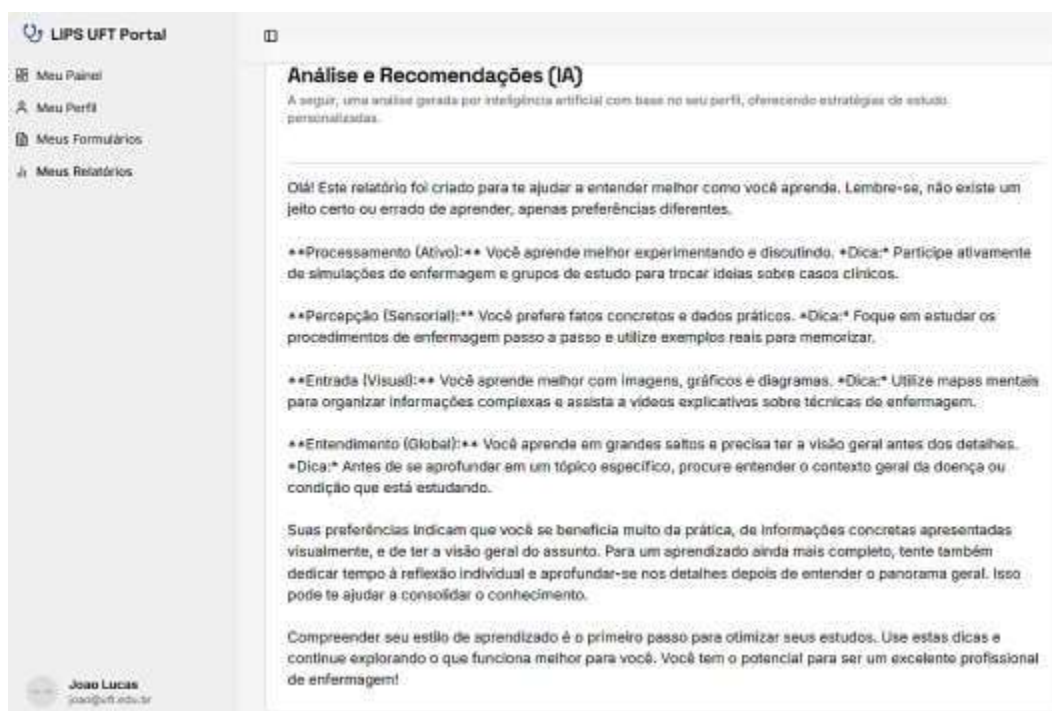 LIPS UFT Portal
Meu Painel
Meu Perfil
Meus Formulários
Meus Relatórios
Análise e Recomendações (IA)
A seguir, uma análise gerada por inteligência artificial com base no seu perfil, oferecendo estratégias de estudo
personalizadas.
Olá! Este relatório foi criado para te ajudar a entender melhor como você aprende. Lembre-se, não existe um
jeito certo ou errado de aprender, apenas preferências diferentes.
**Processamento (Ativo):** Você aprende melhor experimentando e discutindo. *Dica:* Participe ativamente
de simulações de enfermagem e grupos de estudo para trocar ideias sobre casos clínicos.
**Percepção (Sensorial):** Você prefere fatos concretos e dados práticos. *Dica:* Foque em estudar os
procedimentos de enfermagem passo a passo e utilize exemplos reais para memorizar.
**Entrada (Visual):** Você aprende melhor com imagens, gráficos e diagramas. *Dica:* Utilize mapas mentais
para organizar informações complexas e assista a vídeos explicativos sobre técnicas de enfermagem.
**Entendimento (Global):** Você aprende em grandes saltos e precisa ter a visão geral antes dos detalhes.
*Dica:* Antes de se aprofundar em um tópico específico, procure entender o contexto geral da doença ou
condição que está estudando.
Suas preferências indicam que você se beneficia muito da prática, de informações concretas apresentadas
visualmente, e de ter a visão geral do assunto. Para um aprendizado ainda mais completo, tente também
dedicar tempo à reflexão individual e aprofundar-se nos detalhes depois de entender o panorama geral. Isso
pode te ajudar a consolidar o conhecimento.
Compreender seu estilo de aprendizado é o primeiro passo para otimizar seus estudos. Use estas dicas e
continue explorando o que funciona melhor para você. Você tem o potencial para ser um excelente profissional
de enfermagem!
Joao Lucas
joao@uft.edu.br